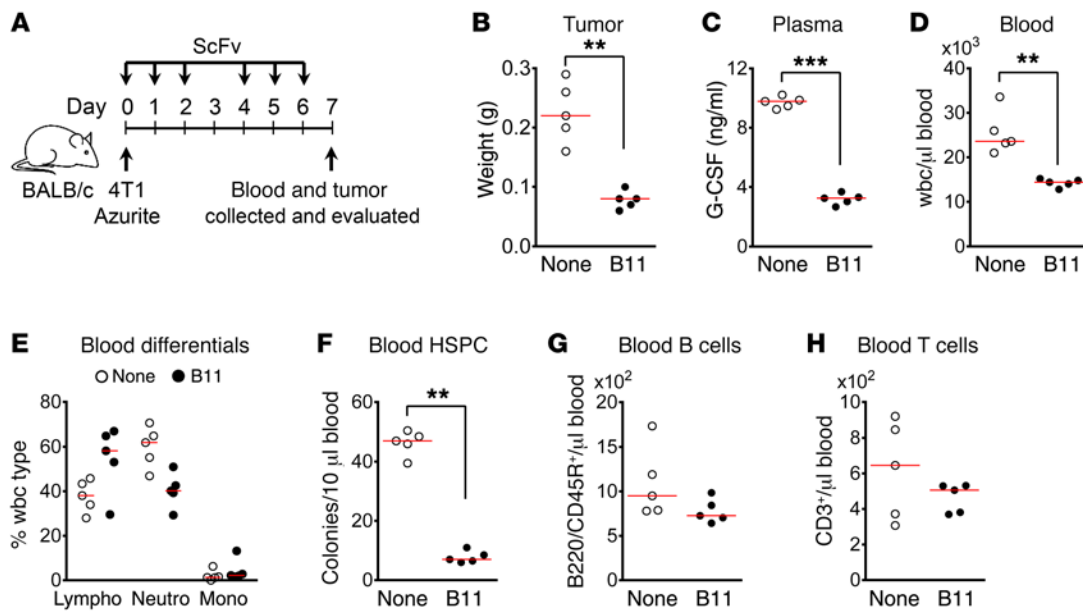 A
ScFv
Day 0 1 2 3 4 5 6 7
BALB/c
4T1
Azurite
Blood and tumor
collected and evaluated
B
Tumor
**
Weight (g)
0.3
0.2
0.1
0.0
None B11
C
Plasma
***
G-CSF (ng/ml)
12
8
4
0
None B11
D
Blood
x10³
**
wbc/µl blood
40
30
20
10
0
None B11
E
Blood differentials
None B11
% wbc type
80
60
40
20
0
Lympho Neutro Mono
F
Blood HSPC
**
Colonies/10 µl blood
60
40
20
0
None B11
G
Blood B cells
x10²
B220/CD45R⁺/µl blood
20
15
10
5
0
None B11
H
Blood T cells
x10²
CD3⁺/µl blood
10
8
6
4
2
0
None B11